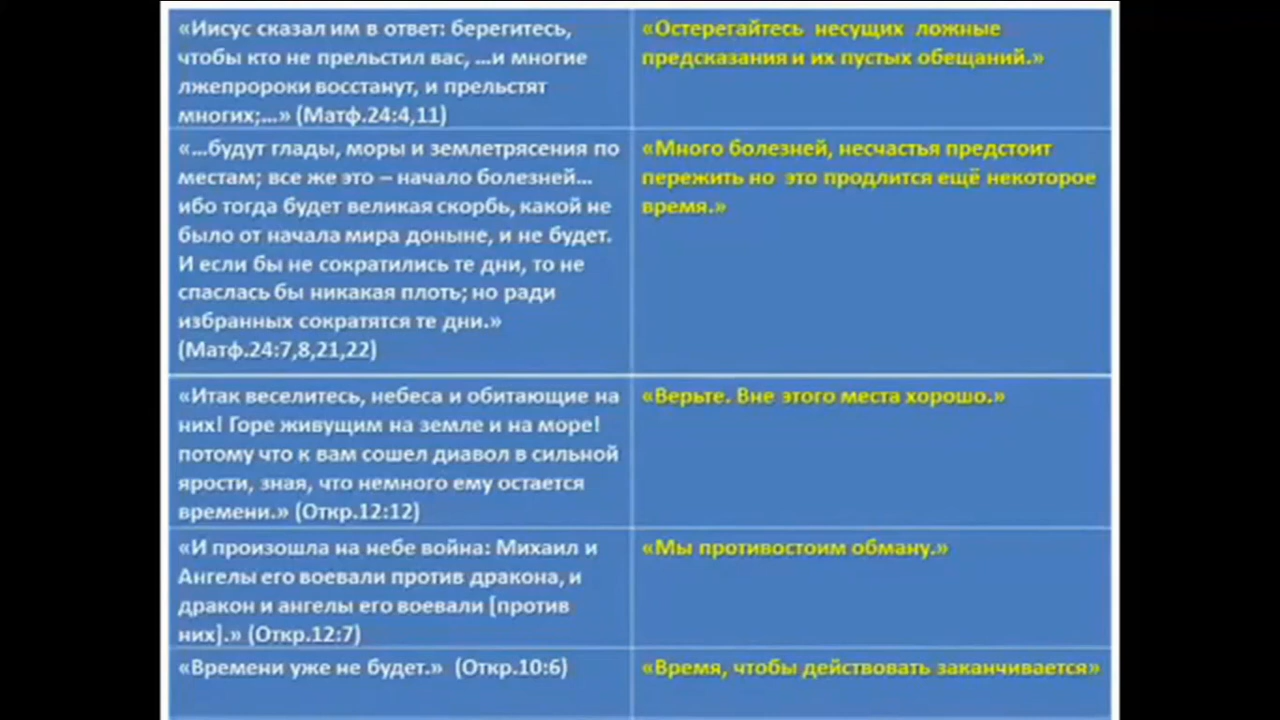 «Иисус сказал им в ответ: берегитесь,
чтобы кто не прельстил вас, …и многие
лжепророки восстанут, и прельстят
многих;…» (Матф.24:4,11)
«Остерегайтесь несущих ложные
предсказания и их пустых обещаний.»
«…будут глады, моры и землетрясения по
местам; все же это – начало болезней…
ибо тогда будет великая скорбь, какой не
было от начала мира доныне, и не будет.
И если бы не сократились те дни, то не
спаслась бы никакая плоть; но ради
избранных сократятся те дни.»
(Матф.24:7,8,21,22)
«Много болезней, несчастья предстоит
пережить но это продлится ещё некоторое
время.»
«Итак веселитесь, небеса и обитающие на
них! Горе живущим на земле и на море!
потому что к вам сошел диавол в сильной
ярости, зная, что немного ему остается
времени.» (Откр.12:12)
«Верьте. Вне этого места хорошо.»
«И произошла на небе война: Михаил и
Ангелы его воевали против дракона, и
дракон и ангелы его воевали [против
них].» (Откр.12:7)
«Мы противостоим обману.»
«Времени уже не будет.» (Откр.10:6)
«Время, чтобы действовать заканчивается»